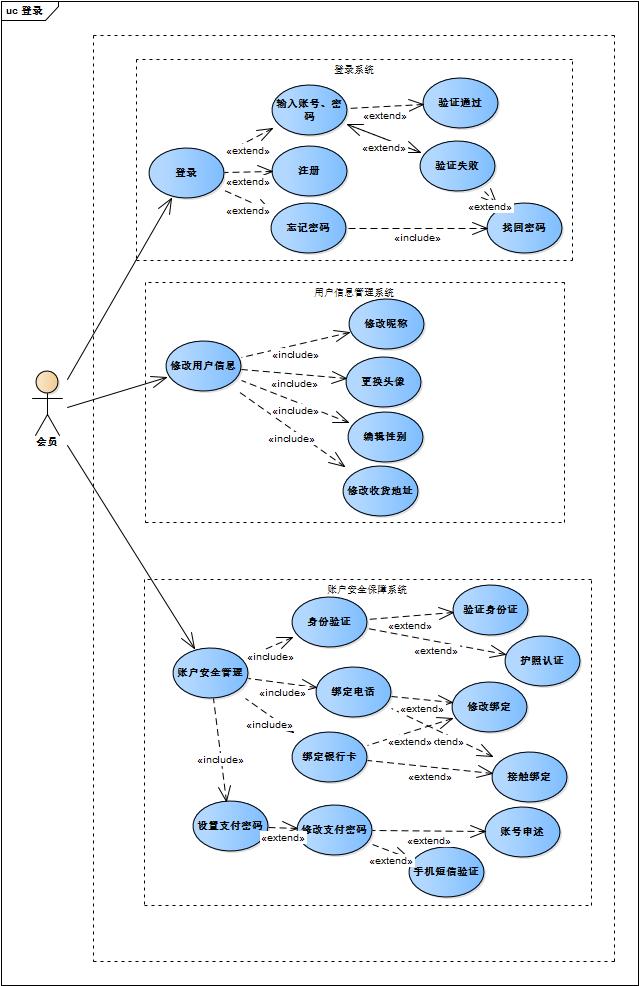 uc 登录
登录系统
输入账号、密
码
验证通过
«extend»
«extend»
«extend»
登录
注册
验证失败
«extend»
«extend»
«extend»
忘记密码
«include»
找回密码
用户信息管理系统
修改昵称
修改用户信息
«include»
更换头像
«include»
«include»
编辑性别
«include»
修改收货地址
会员
账户安全保障系统
身份验证
验证身份证
«extend»
«include»
«extend»
护照认证
账户安全管理
«include»
绑定电话
«extend»
修改绑定
«include»
«extend»
tend»
绑定银行卡
«include»
«extend»
接触绑定
设置支付密码
«extend»
修改支付密码
«extend»
账号申述
«extend»
手机短信验证